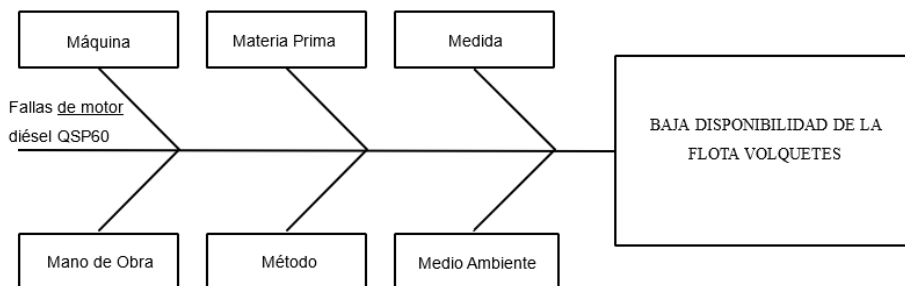 Máquina
Materia Prima
Medida
Fallas de motor
diésel QSP60
BAJA DISPONIBILIDAD DE LA
FLOTA VOLQUETES
Mano de Obra
Método
Medio Ambiente